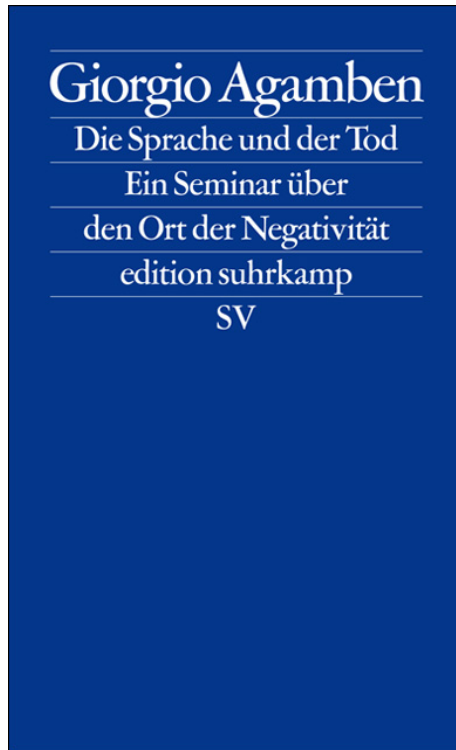 Giorgio Agamben
Die Sprache und der Tod
Ein Seminar über
den Ort der Negativität
edition suhrkamp
SV